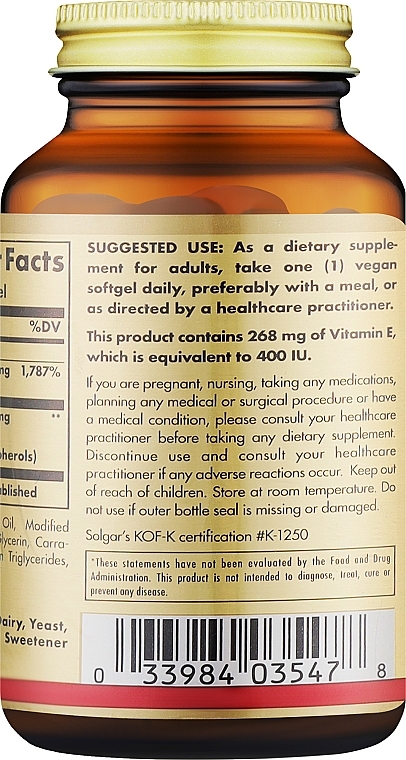 Facts
el
%DV
mg 1,787%
mg **
pherols)
ablished
Oil, Modified
Glycerin, Carra-
n Triglycerides,
Dairy, Yeast,
Sweetener
SUGGESTED USE: As a dietary supple-
ment for adults, take one (1) vegan
softgel daily, preferably with a meal, or
as directed by a healthcare practitioner.
This product contains 268 mg of Vitamin E,
which is equivalent to 400 IU.
If you are pregnant, nursing, taking any medications,
planning any medical or surgical procedure or have
a medical condition, please consult your healthcare
practitioner before taking any dietary supplement.
Discontinue use and consult your healthcare
practitioner if any adverse reactions occur. Keep out
of reach of children. Store at room temperature. Do
not use if outer bottle seal is missing or damaged.
Solgar's KOF-K certification #K-1250
*These statements have not been evaluated by the Food and Drug
Administration. This product is not intended to diagnose, treat, cure or
prevent any disease.
0 33984 03547 8